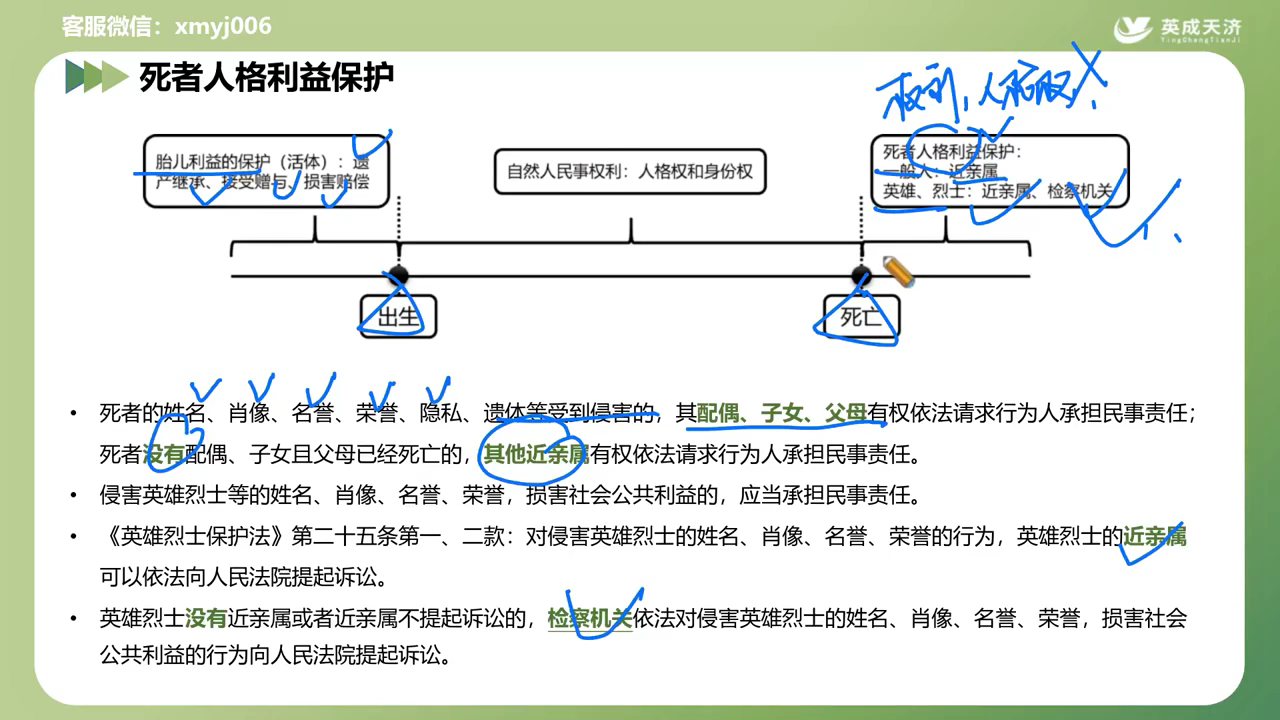 客服微信：xmyj006
英成天济
YingChengTianJi
死者人格利益保护
权利，人格权
胎儿利益的保护（活体）：遗
产继承、接受赠与、损害赔偿
自然人民事权利：人格权和身份权
死者人格利益保护：
一般人：近亲属
英雄、烈士：近亲属、检察机关
出生
死亡
• 死者的姓名、肖像、名誉、荣誉、隐私、遗体等受到侵害的，其配偶、子女、父母有权依法请求行为人承担民事责任；
死者没有配偶、子女且父母已经死亡的，其他近亲属有权依法请求行为人承担民事责任。
• 侵害英雄烈士等的姓名、肖像、名誉、荣誉，损害社会公共利益的，应当承担民事责任。
• 《英雄烈士保护法》第二十五条第一、二款：对侵害英雄烈士的姓名、肖像、名誉、荣誉的行为，英雄烈士的近亲属
可以依法向人民法院提起诉讼。
• 英雄烈士没有近亲属或者近亲属不提起诉讼的，检察机关依法对侵害英雄烈士的姓名、肖像、名誉、荣誉，损害社会
公共利益的行为向人民法院提起诉讼。